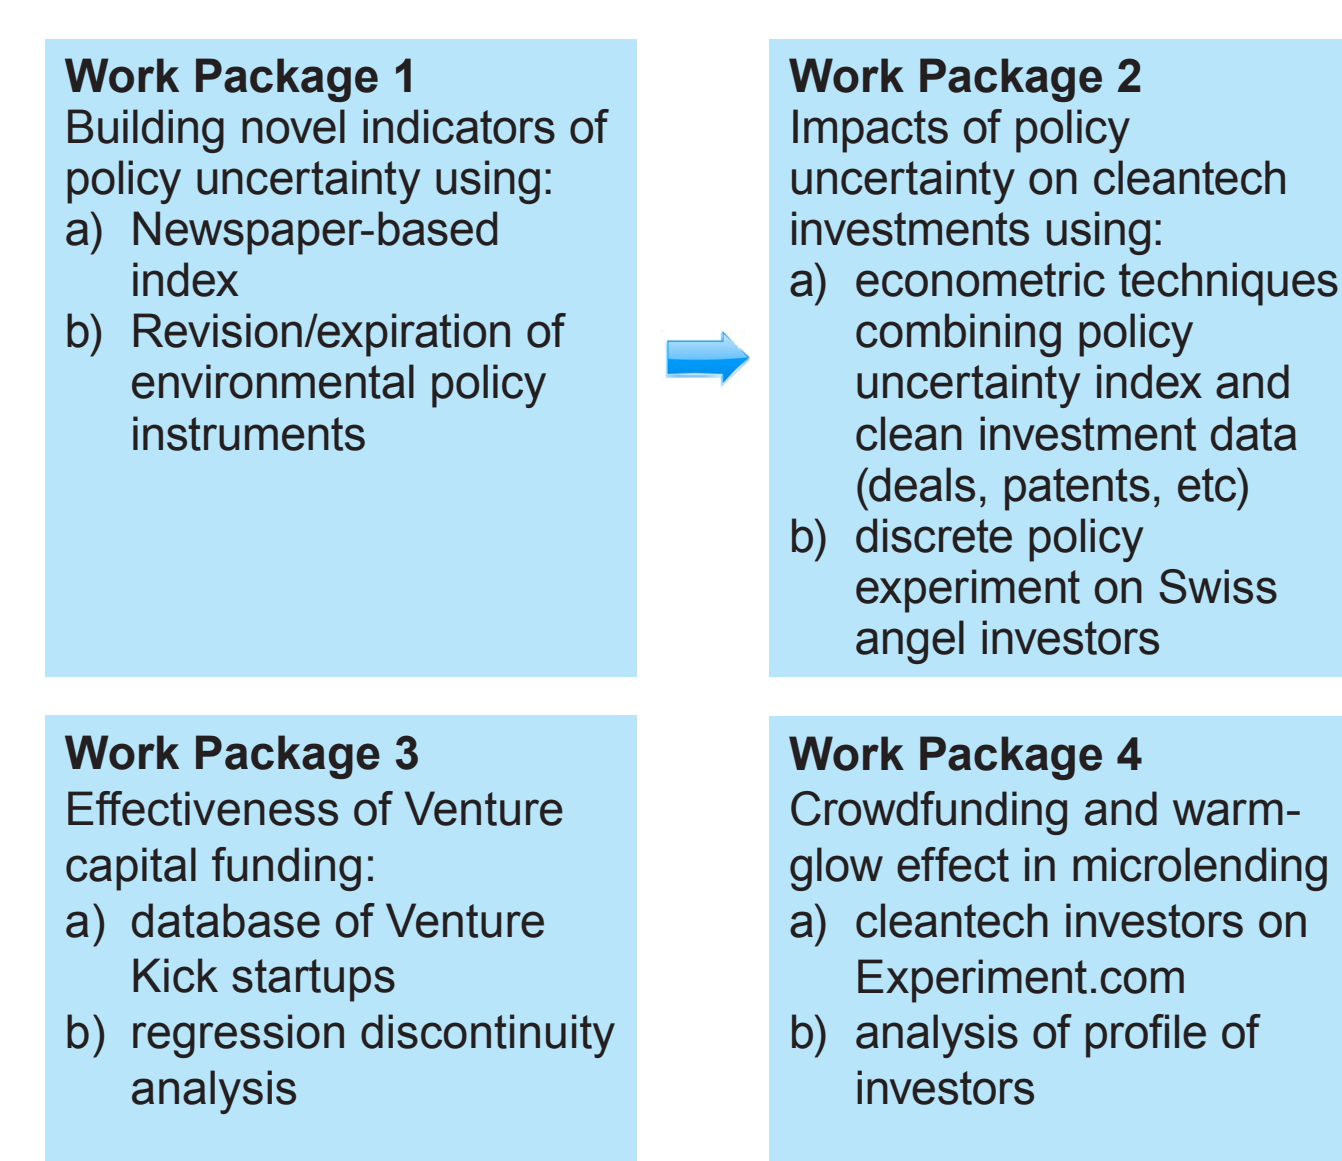 Work Package 1
Building novel indicators of
policy uncertainty using:
a) Newspaper-based
index
b) Revision/expiration of
environmental policy
instruments
Work Package 2
Impacts of policy
uncertainty on cleantech
investments using:
a) econometric techniques
combining policy
uncertainty index and
clean investment data
(deals, patents, etc)
b) discrete policy
experiment on Swiss
angel investors
Work Package 3
Effectiveness of Venture
capital funding:
a) database of Venture
Kick startups
b) regression discontinuity
analysis
Work Package 4
Crowdfunding and warm-
glow effect in microlending
a) cleantech investors on
Experiment.com
b) analysis of profile of
investors